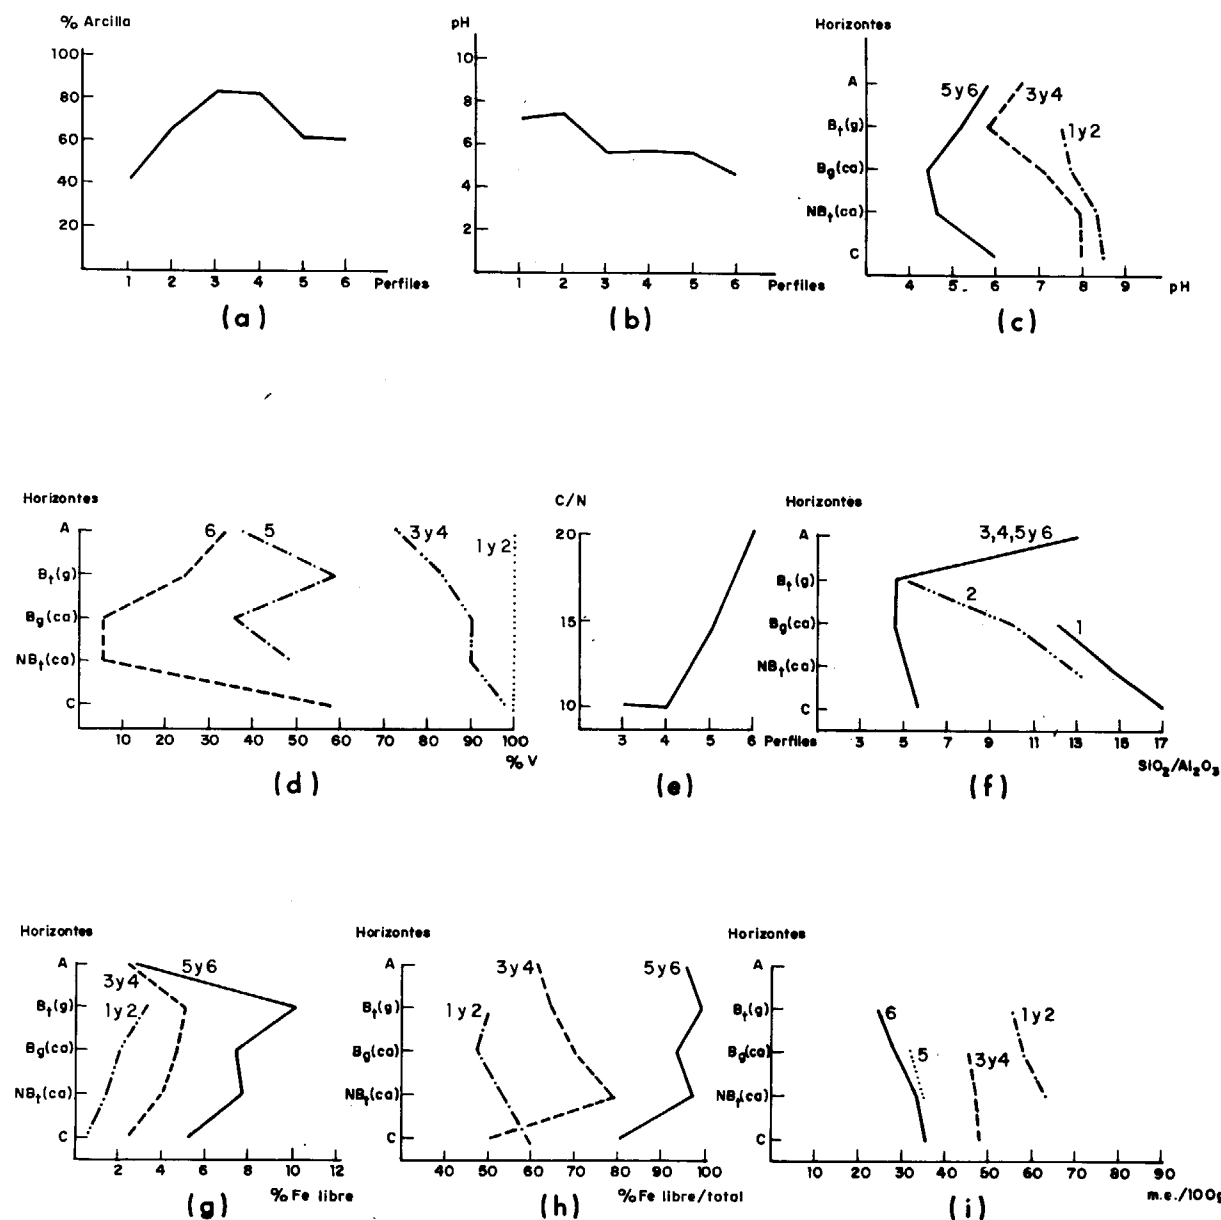 % Arcilla
100
80
60
40
20
1 2 3 4 5 6 Perfiles
(a)
pH
10
8
6
4
2
1 2 3 4 5 6 Perfiles
(b)
Horizontes
A
Bt(g)
Bg(ca)
NBt(ca)
C
5y6
3y4
1y2
4 5 6 7 8 9 pH
(c)
Horizontes
A
Bt(g)
Bg(ca)
NBt(ca)
C
6
5
3y4
1y2
10 20 30 40 50 60 70 80 90 100
% V
(d)
C/N
20
15
10
3 4 5 6 Perfiles
(e)
Horizontes
A
Bt(g)
Bg(ca)
NBt(ca)
C
3,4,5y6
2
1
3 5 7 9 11 13 15 17
SiO2/Al2O3
(f)
Horizontes
A
Bt(g)
Bg(ca)
NBt(ca)
C
5y6
3y4
1y2
2 4 6 8 10 12
% Fe libre
(g)
Horizontes
A
Bt(g)
Bg(ca)
NBt(ca)
C
3y4
5y6
1y2
50 60 70 80 90 100
% Fe libre/total
(h)
Horizontes
A
Bt(g)
Bg(ca)
NBt(ca)
C
6
5
3y4
1y2
10 20 30 40 50 60 70 80 90
m.e./100g
(i)